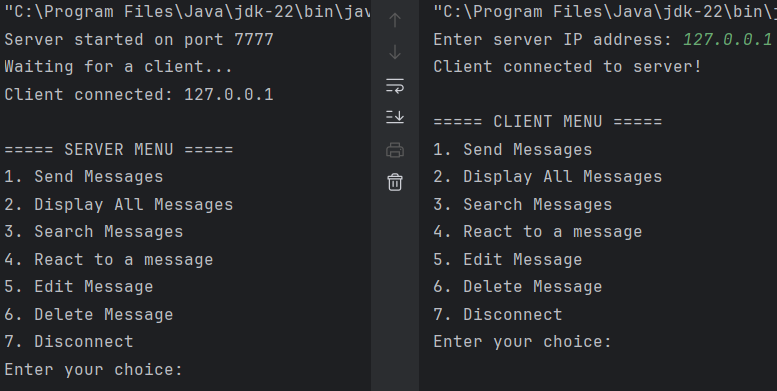 "C:\Program Files\Java\jdk-22\bin\jav
Server started on port 7777
Waiting for a client...
Client connected: 127.0.0.1
===== SERVER MENU =====
1. Send Messages
2. Display All Messages
3. Search Messages
4. React to a message
5. Edit Message
6. Delete Message
7. Disconnect
Enter your choice:
"C:\Program Files\Java\jdk-22\bin\j
Enter server IP address: 127.0.0.1
Client connected to server!
===== CLIENT MENU =====
1. Send Messages
2. Display All Messages
3. Search Messages
4. React to a message
5. Edit Message
6. Delete Message
7. Disconnect
Enter your choice: